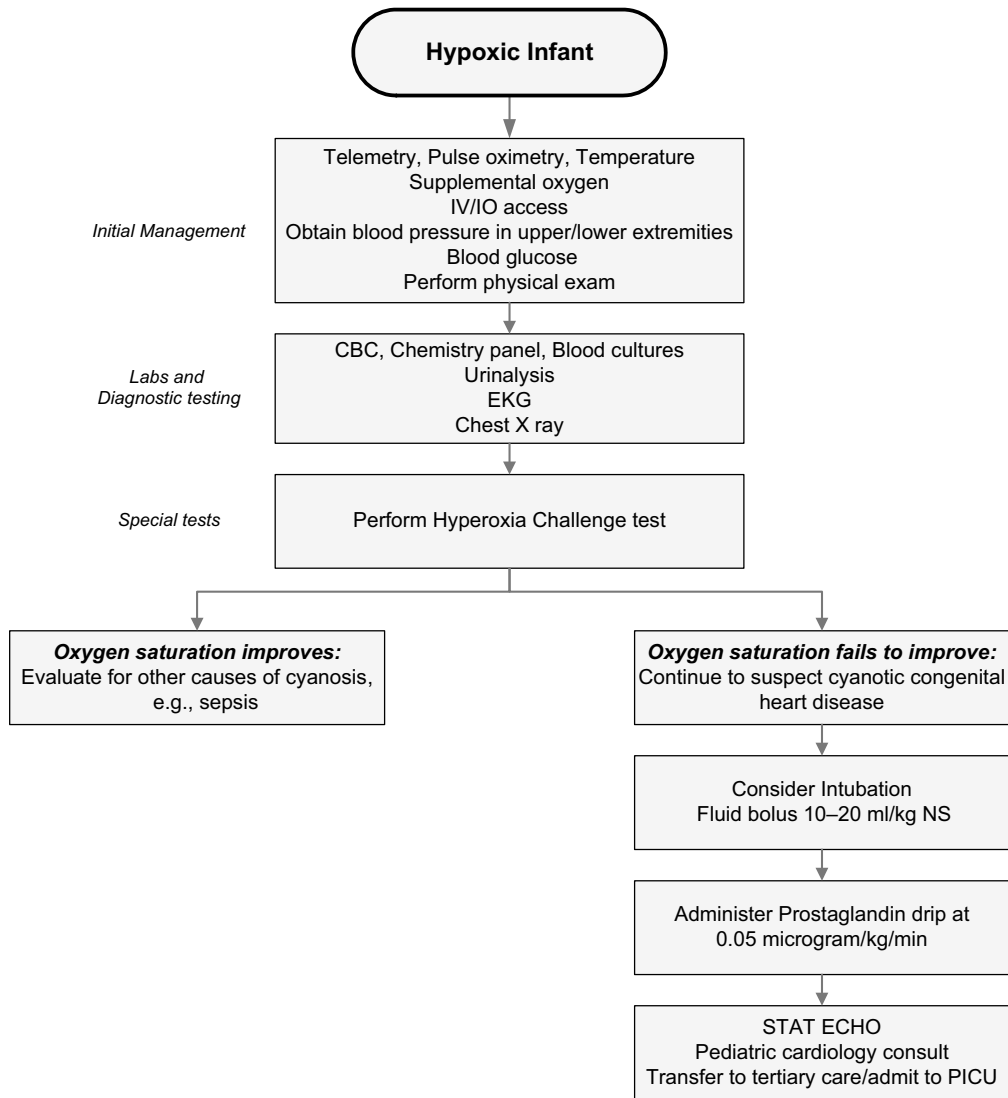 Hypoxic Infant
Initial Management
Telemetry, Pulse oximetry, Temperature
Supplemental oxygen
IV/IO access
Obtain blood pressure in upper/lower extremities
Blood glucose
Perform physical exam
Labs and
Diagnostic testing
CBC, Chemistry panel, Blood cultures
Urinalysis
EKG
Chest X ray
Special tests
Perform Hyperoxia Challenge test
Oxygen saturation improves:
Evaluate for other causes of cyanosis,
e.g., sepsis
Oxygen saturation fails to improve:
Continue to suspect cyanotic congenital
heart disease
Consider Intubation
Fluid bolus 10–20 ml/kg NS
Administer Prostaglandin drip at
0.05 microgram/kg/min
STAT ECHO
Pediatric cardiology consult
Transfer to tertiary care/admit to PICU